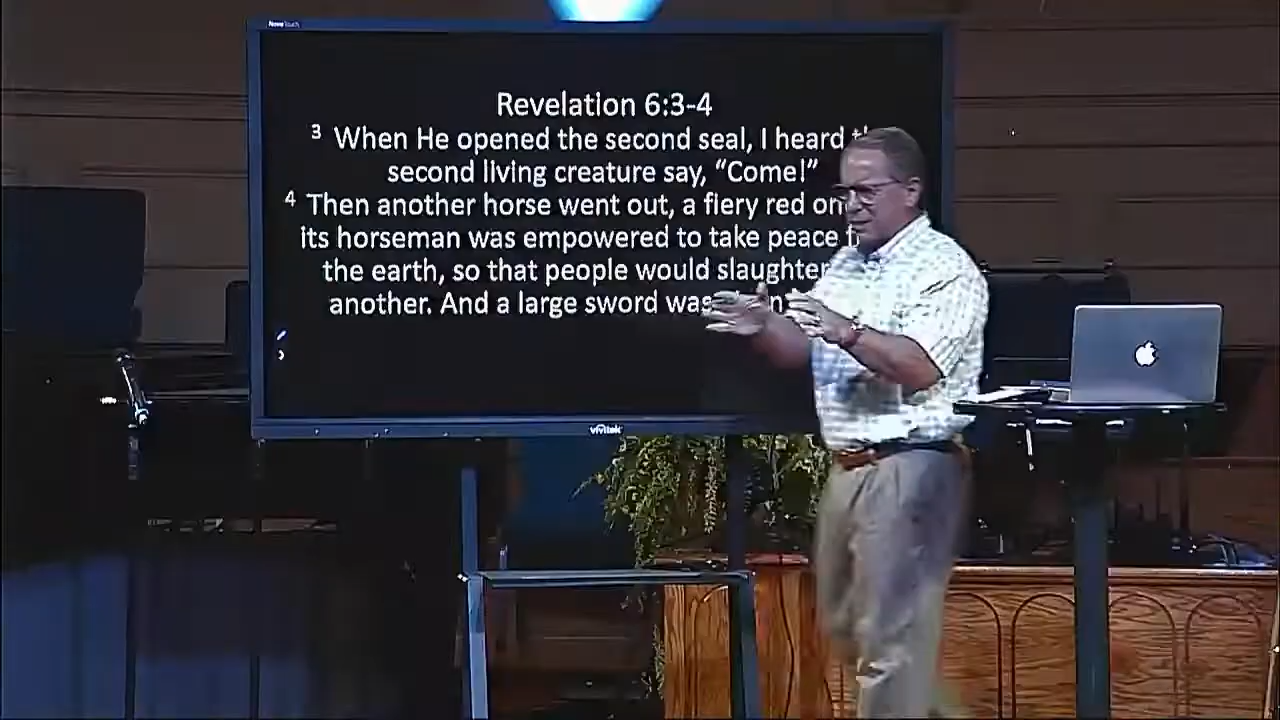 NovoTouch
Revelation 6:3-4
3 When He opened the second seal, I heard
second living creature say, “Come!”
4 Then another horse went out, a fiery red
its horseman was empowered to take peace
the earth, so that people would slaughter
another. And a large sword was
vivitek